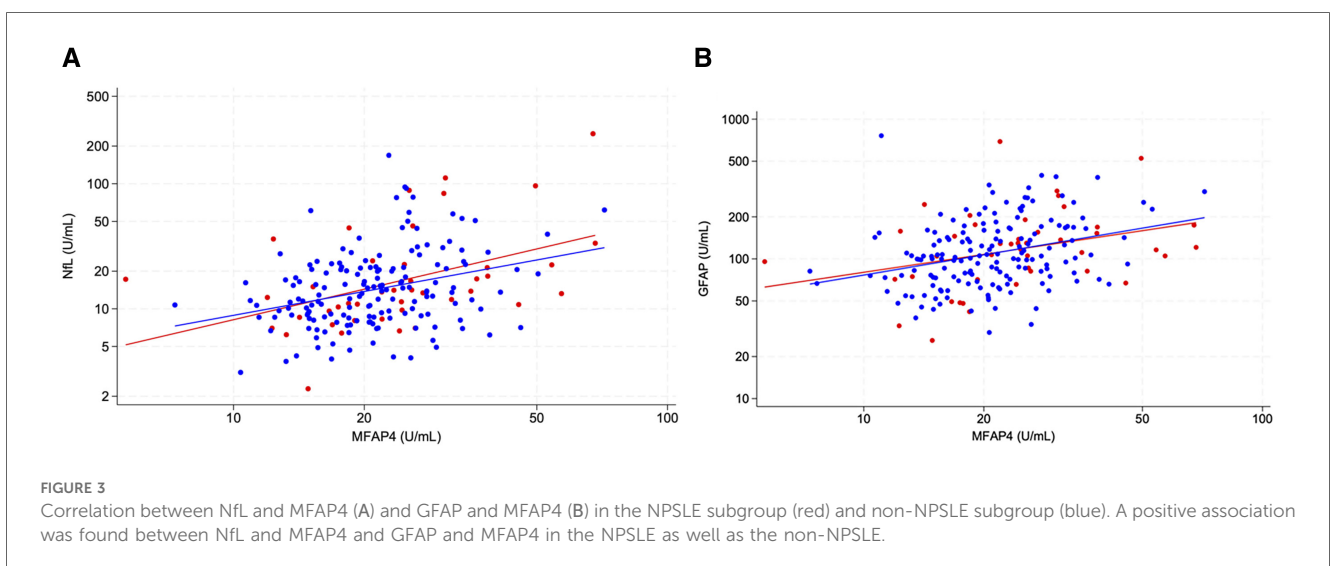 A
B
NfL (U/mL)
500
200
100
50
20
10
5
2
10
20
50
100
MFAP4 (U/mL)
GFAP (U/mL)
1000
500
200
100
50
20
10
10
20
50
100
MFAP4 (U/mL)
FIGURE 3
Correlation between NfL and MFAP4 (A) and GFAP and MFAP4 (B) in the NPSLE subgroup (red) and non-NPSLE subgroup (blue). A positive association
was found between NfL and MFAP4 and GFAP and MFAP4 in the NPSLE as well as the non-NPSLE.